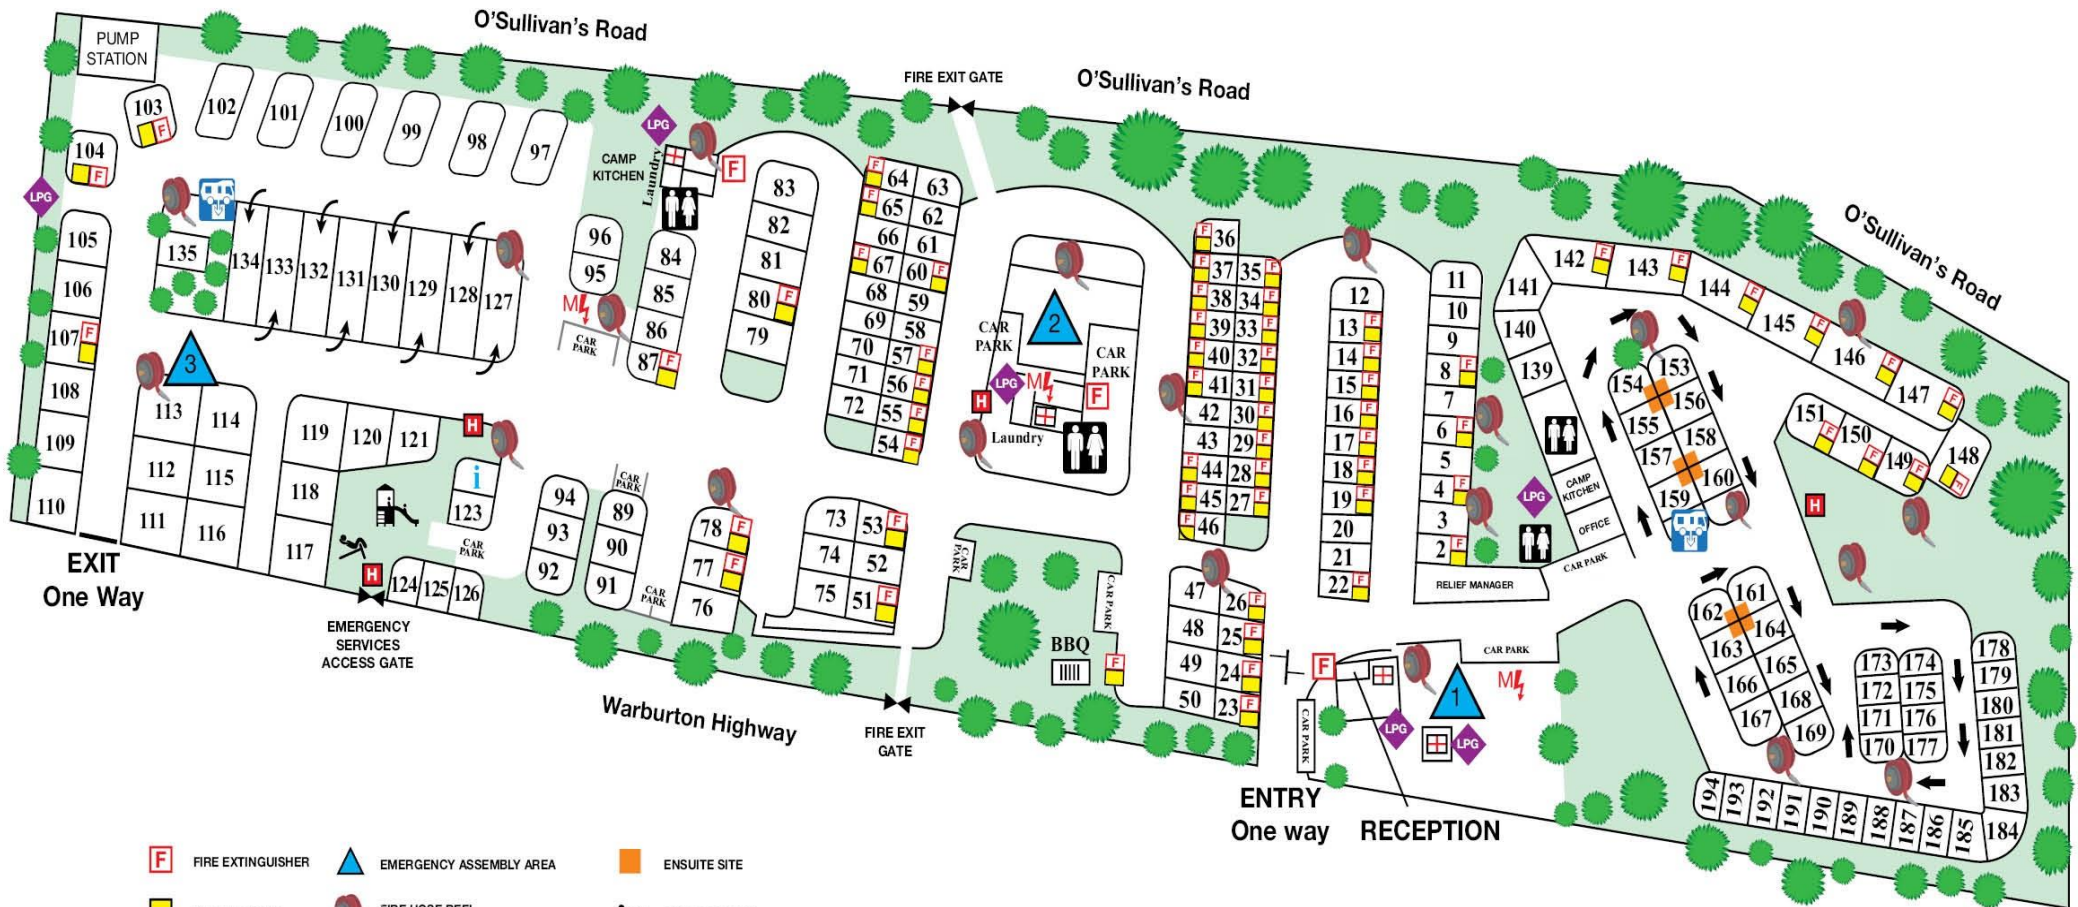 O'Sullivan's Road
O'Sullivan's Road
O'Sullivan's Road
PUMP
STATION
FIRE EXIT GATE
103
F
102
101
100
99
98
97
104
F
LPG
105
106
107
F
108
109
110
135
134
133
132
131
130
129
128
127
3
113
114
112
115
111
116
EXIT
One Way
119
120
121
118
117
H
i
123
CAR
PARK
H
124
125
126
EMERGENCY
SERVICES
ACCESS GATE
LPG
CAMP
KITCHEN
Laundry
F
96
95
M
CAR
PARK
84
85
86
87
F
83
82
81
80
F
79
94
93
92
CAR
PARK
89
90
91
CAR
PARK
78
F
77
F
76
F
64
63
F
65
62
66
61
F
67
60
F
68
59
69
58
70
57
F
71
56
F
72
55
F
54
F
73
53
F
74
52
75
51
F
Warburton Highway
FIRE EXIT
GATE
2
CAR
PARK
CAR
PARK
LPG
M
F
H
Laundry
CAR
PARK
CAR PARK
BBQ
F
F
36
F
37
35
F
F
38
34
F
F
39
33
F
F
40
32
F
F
41
31
F
42
30
F
43
29
F
F
44
28
F
F
45
27
F
F
46
47
26
F
48
25
F
49
24
F
50
23
F
12
13
F
14
F
15
F
16
F
17
F
18
F
19
F
20
21
22
F
11
10
9
8
F
7
6
F
5
4
F
3
2
F
RELIEF MANAGER
F
CAR PARK
M
1
LPG
LPG
CAR PARK
ENTRY
One way
RECEPTION
141
140
139
CAMP
KITCHEN
OFFICE
CAR PARK
LPG
142
F
143
F
144
F
145
F
146
F
147
F
148
F
151
F
150
F
149
F
H
153
154
156
155
158
157
160
159
161
162
164
163
165
166
168
167
169
173
174
172
175
171
176
170
177
178
179
180
181
182
183
184
194
193
192
191
190
189
188
187
186
185
F
FIRE EXTINGUISHER
EMERGENCY ASSEMBLY AREA
ENSUITE SITE